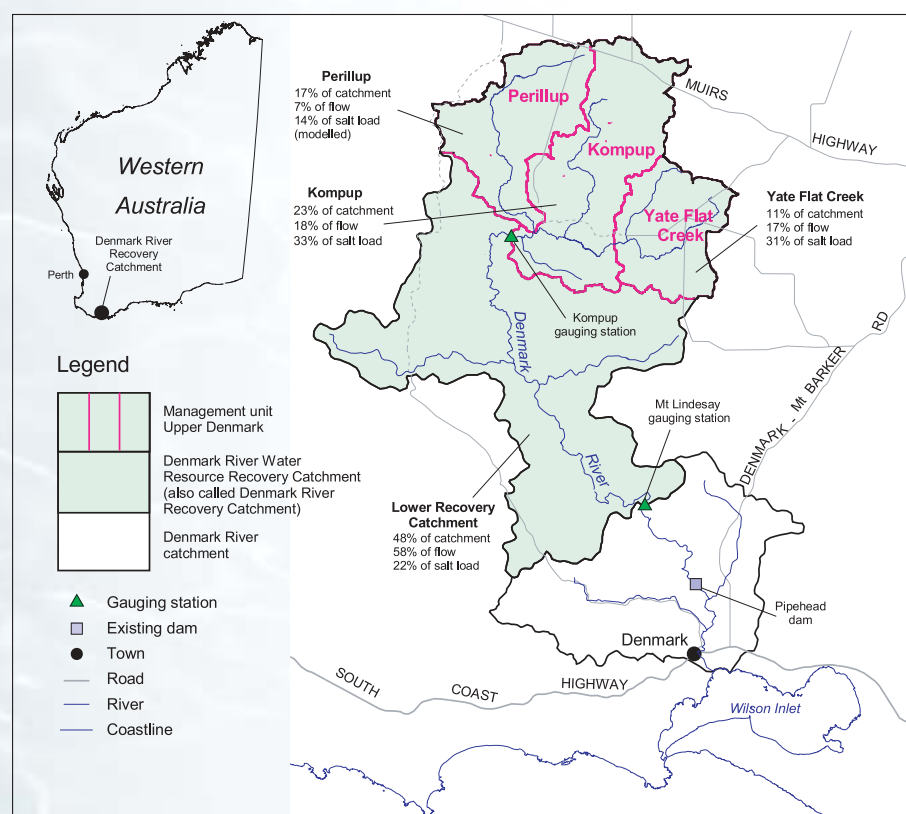 Western
Australia
Denmark River
Recovery
Catchment
Perth
Legend
Management unit
Upper Denmark
Denmark River Water
Resource Recovery Catchment
(also called Denmark River
Recovery Catchment)
Denmark River
catchment
Gauging station
Existing dam
Town
Road
River
Coastline
Perillup
17% of catchment
7% of flow
14% of salt load
(modelled)
Kompup
23% of catchment
18% of flow
33% of salt load
Perillup
Kompup
Yate Flat
Creek
MUIRS
HIGHWAY
Yate Flat Creek
11% of catchment
17% of flow
31% of salt load
Kompup
gauging station
Denmark
River
Mt Lindesay
gauging station
DENMARK - Mt BARKER RD
Lower Recovery
Catchment
48% of catchment
58% of flow
22% of salt load
Pipehead
dam
Denmark
SOUTH COAST HIGHWAY
Wilson Inlet